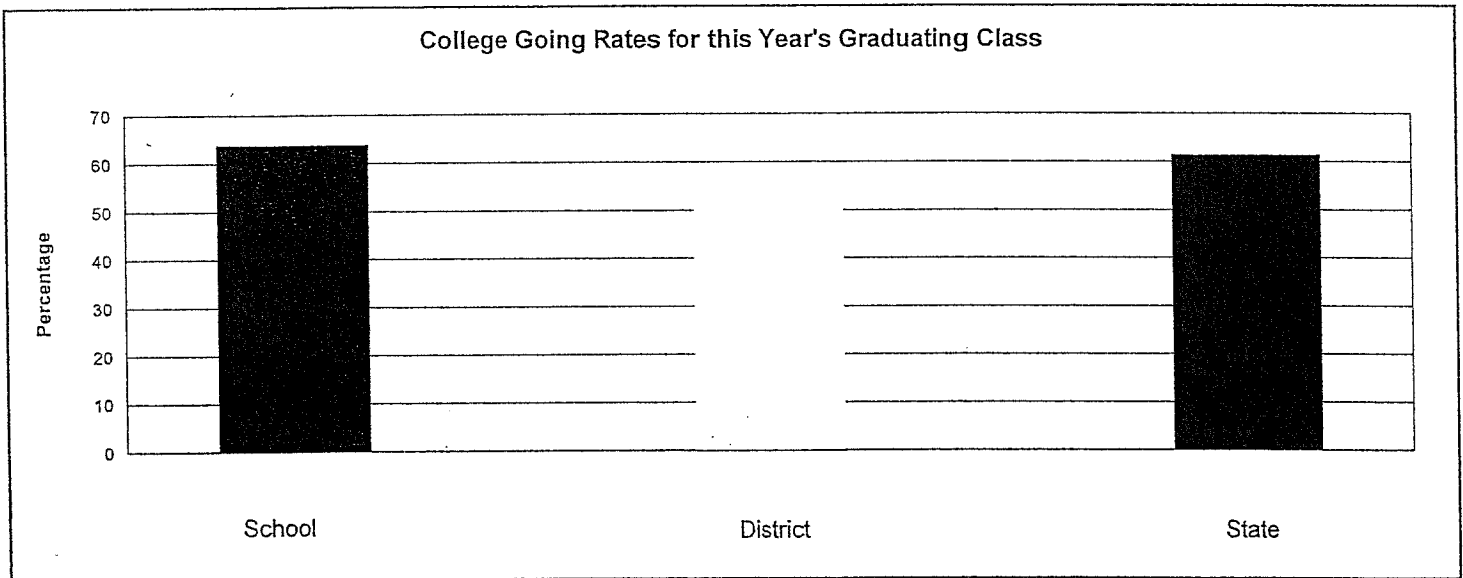 College Going Rates for this Year's Graduating Class
70
60
50
40
30
20
10
0
Percentage
School
District
State